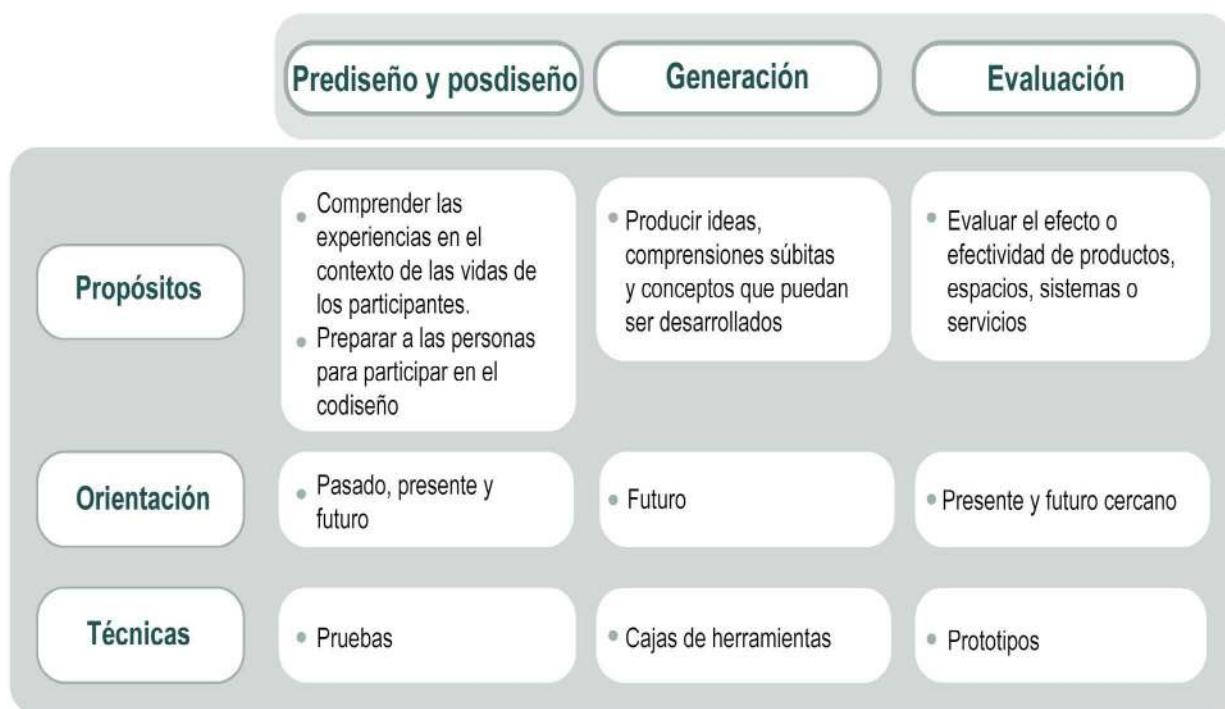 Prediseño y posdiseño
Generación
Evaluación
Propósitos
Comprender las
experiencias en el
contexto de las vidas de
los participantes.
Preparar a las personas
para participar en el
codiseño
Producir ideas,
comprensiones súbitas
y conceptos que puedan
ser desarrollados
Evaluar el efecto o
efectividad de productos,
espacios, sistemas o
servicios
Orientación
Pasado, presente y
futuro
Futuro
Presente y futuro cercano
Técnicas
Pruebas
Cajas de herramientas
Prototipos